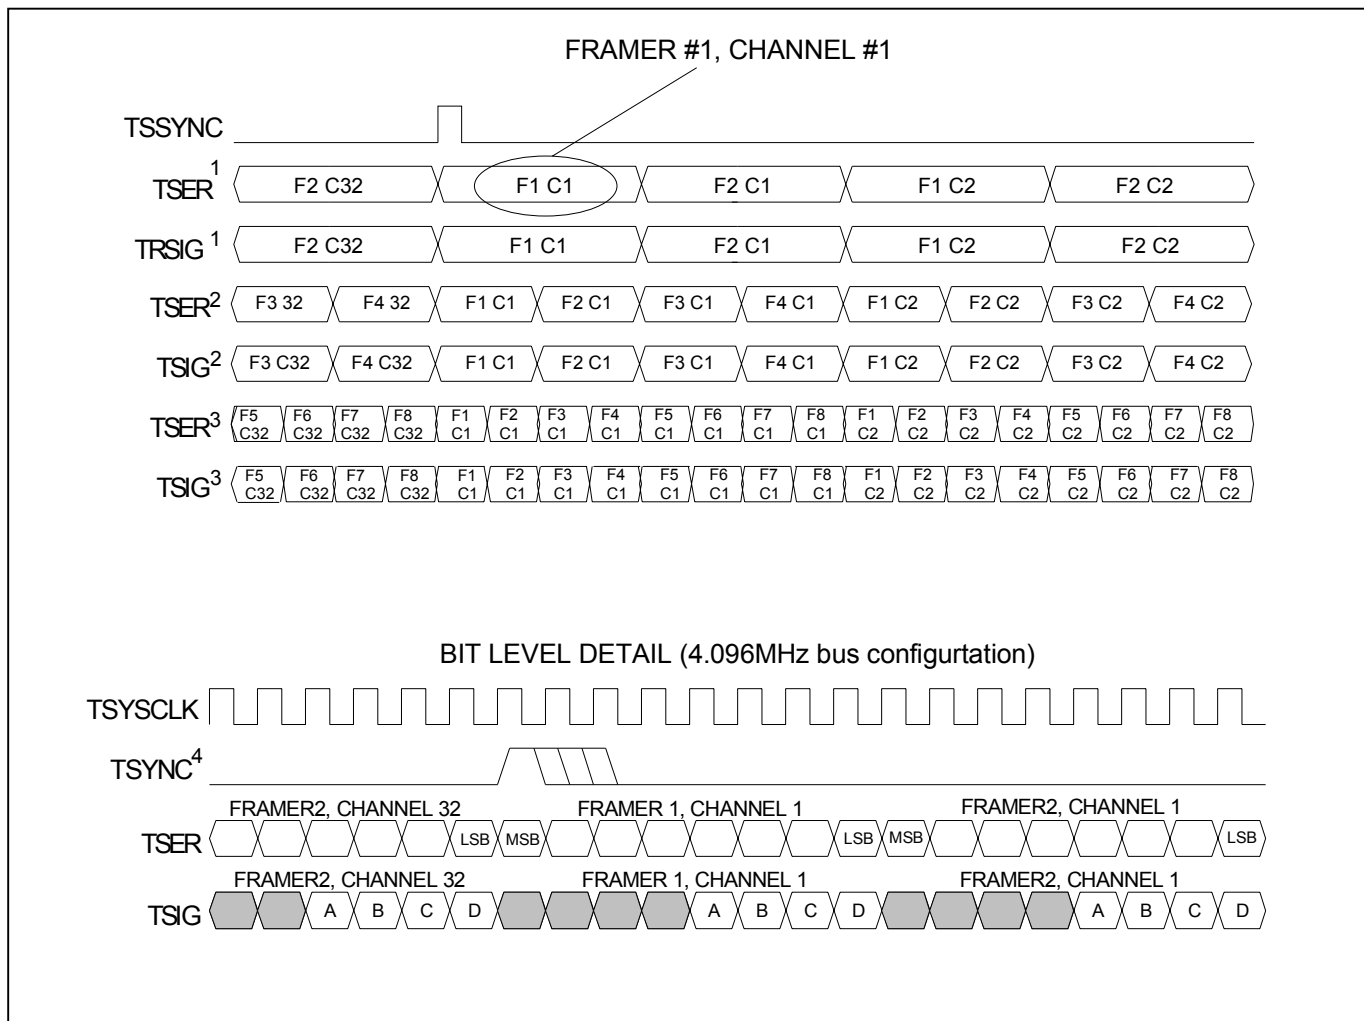 FRAMER #1, CHANNEL #1
TSSYNC
TSER1 F2 C32 F1 C1 F2 C1 F1 C2 F2 C2
TRSIG 1 F2 C32 F1 C1 F2 C1 F1 C2 F2 C2
TSER2 F3 32 F4 32 F1 C1 F2 C1 F3 C1 F4 C1 F1 C2 F2 C2 F3 C2 F4 C2
TSIG2 F3 C32 F4 C32 F1 C1 F2 C1 F3 C1 F4 C1 F1 C2 F2 C2 F3 C2 F4 C2
TSER3 F5 C32 F6 C32 F7 C32 F8 C32 F1 C1 F2 C1 F3 C1 F4 C1 F5 C1 F6 C1 F7 C1 F8 C1 F1 C2 F2 C2 F3 C2 F4 C2 F5 C2 F6 C2 F7 C2 F8 C2
TSIG3 F5 C32 F6 C32 F7 C32 F8 C32 F1 C1 F2 C1 F3 C1 F4 C1 F5 C1 F6 C1 F7 C1 F8 C1 F1 C2 F2 C2 F3 C2 F4 C2 F5 C2 F6 C2 F7 C2 F8 C2
BIT LEVEL DETAIL (4.096MHz bus configurtation)
TSYSCLK
TSYNC4
FRAMER2, CHANNEL 32 FRAMER 1, CHANNEL 1 FRAMER2, CHANNEL 1
TSER LSB MSB LSB MSB LSB
FRAMER2, CHANNEL 32 FRAMER 1, CHANNEL 1 FRAMER2, CHANNEL 1
TSIG A B C D A B C D A B C D